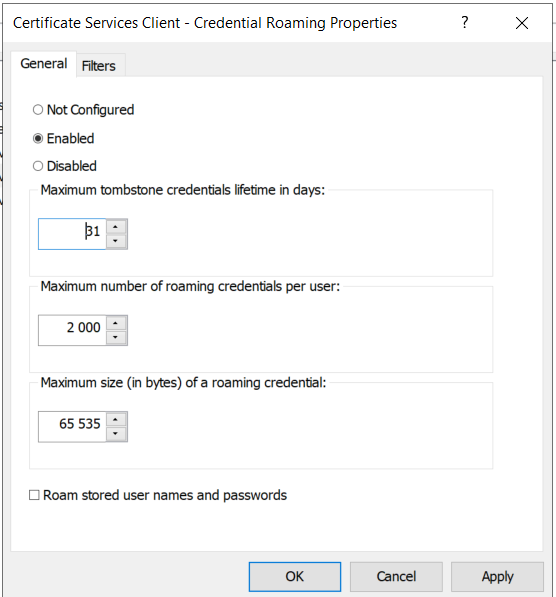 Certificate Services Client - Credential Roaming Properties ?
General Filters
Not Configured
Enabled
Disabled
Maximum tombstone credentials lifetime in days:
31
Maximum number of roaming credentials per user:
2 000
Maximum size (in bytes) of a roaming credential:
65 535
Roam stored user names and passwords
OK Cancel Apply